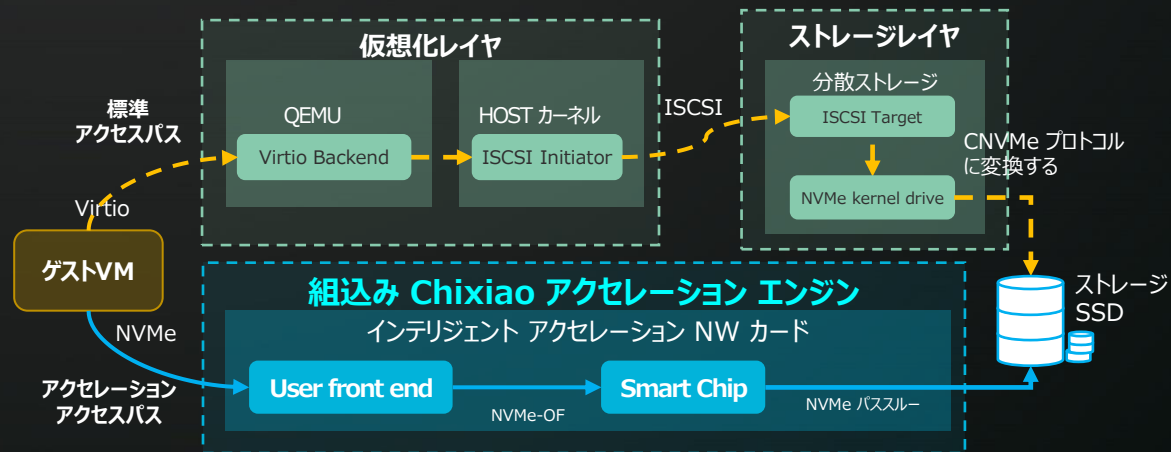 仮想化レイヤ
ストレージレイヤ
標準
アクセスパス
QEMU
HOST カーネル
ISCSI
分散ストレージ
Virtio Backend
ISCSI Initiator
ISCSI Target
CNVMe プロトコル
に変換する
NVMe kernel drive
Virtio
ゲストVM
ストレージ
SSD
組込み Chixiao アクセラレーション エンジン
インテリジェント アクセラレーション NW カード
NVMe
User front end
Smart Chip
アクセラレーション
アクセスパス
NVMe-OF
NVMe パススルー